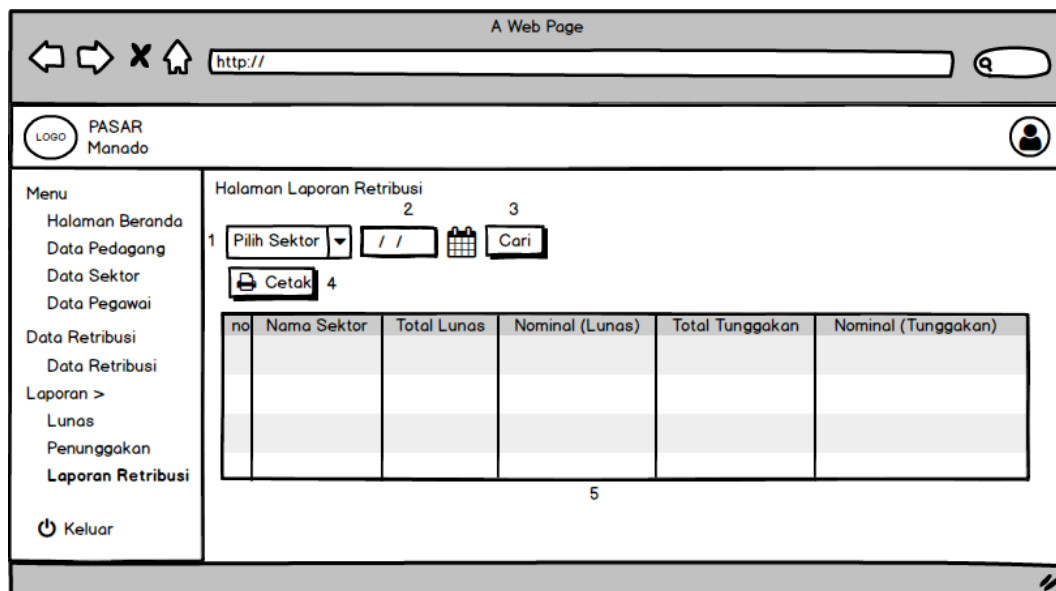 A Web Page
http://
LOGO
PASAR
Manado
Menu
Halaman Beranda
Data Pedagang
Data Sektor
Data Pegawai
Data Retribusi
Data Retribusi
Laporan >
Lunas
Penunggakan
Laporan Retribusi
Keluar
Halaman Laporan Retribusi
2 3
1 Pilih Sektor / / Cari
Cetak 4
no Nama Sektor Total Lunas Nominal (Lunas) Total Tunggakan Nominal (Tunggakan)
5